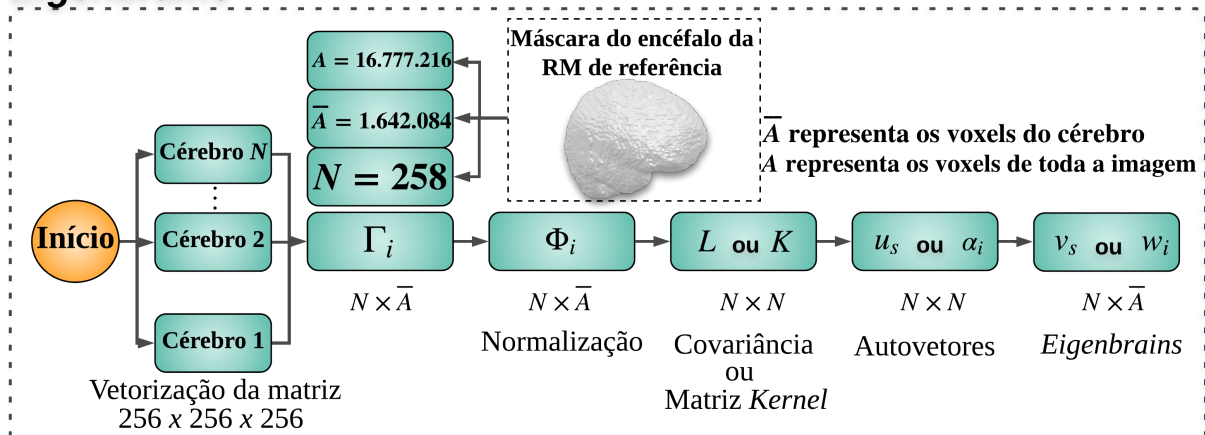 A = 16.777.216
A̅ = 1.642.084
N = 258
Máscara do encéfalo da
RM de referência
A̅ representa os voxels do cérebro
A representa os voxels de toda a imagem
Início
Cérebro N
Cérebro 2
Cérebro 1
Vetorização da matriz
256 x 256 x 256
Γᵢ
N × A̅
Φᵢ
N × A̅
Normalização
L ou K
N × N
Covariância
ou
Matriz Kernel
uₛ ou αᵢ
N × N
Autovetores
vₛ ou wᵢ
N × A̅
Eigenbrains